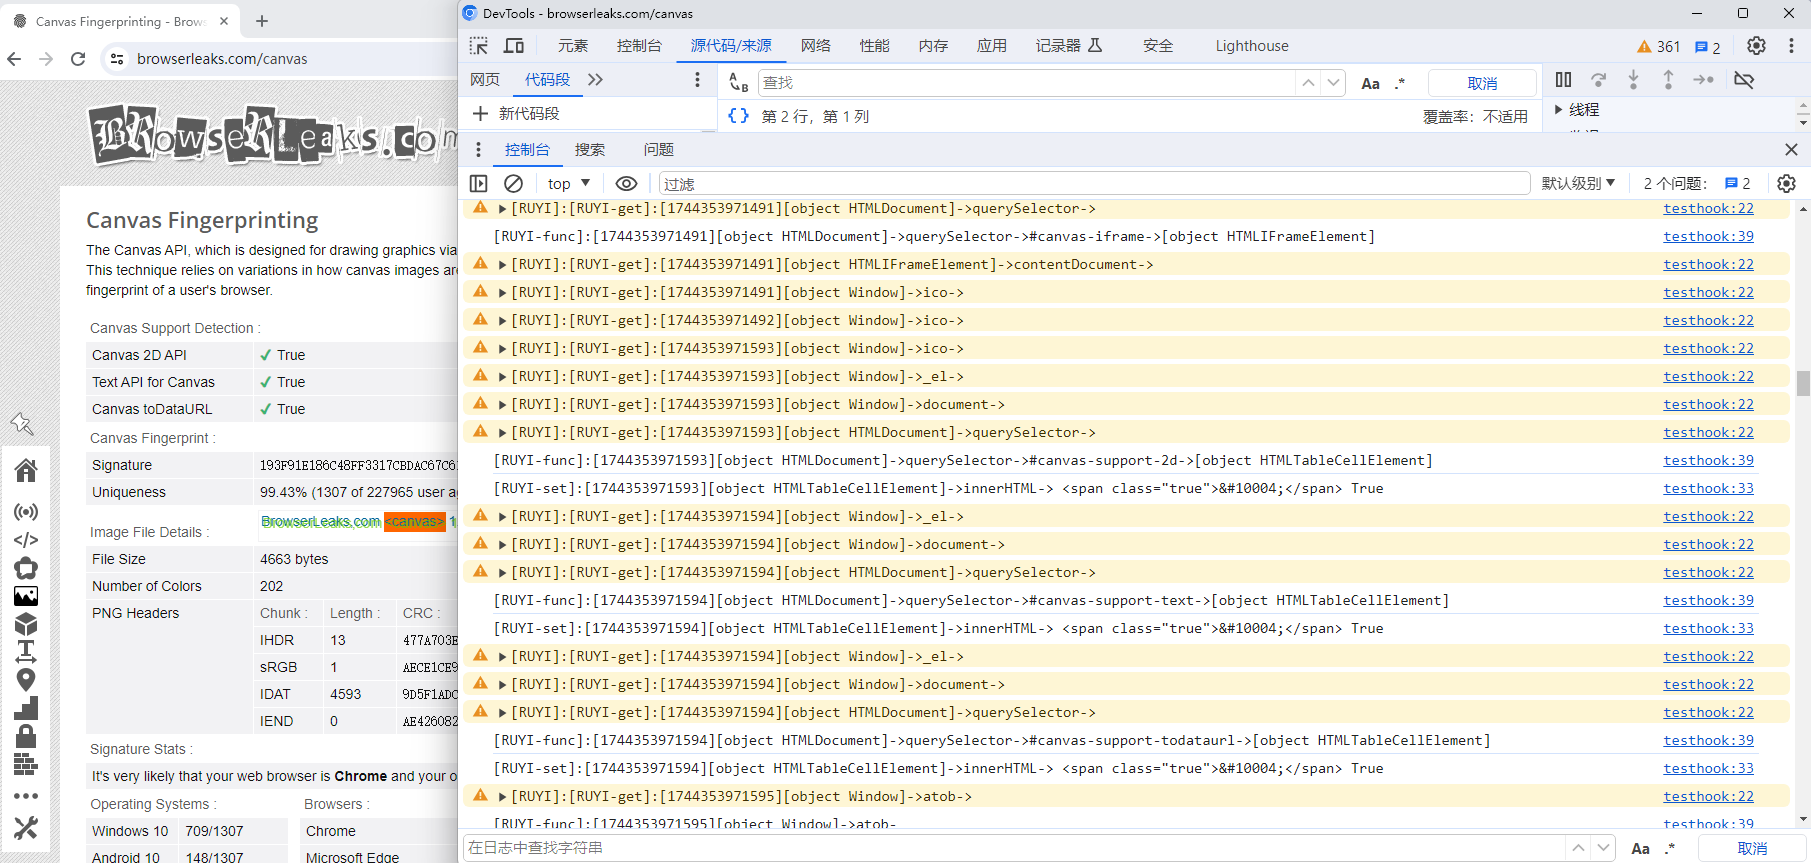 Canvas Fingerprinting - Brows
browserleaks.com/canvas
BrowserLeaks.com
Canvas Fingerprinting
The Canvas API, which is designed for drawing graphics via
This technique relies on variations in how canvas images are
fingerprint of a user's browser.
Canvas Support Detection :
Canvas 2D API ✔ True
Text API for Canvas ✔ True
Canvas toDataURL ✔ True
Canvas Fingerprint :
Signature 193F91E186C48FF3317CBDAC67C6
Uniqueness 99.43% (1307 of 227965 user ag
Image File Details : BrowserLeaks.com <canvas> 1
File Size 4663 bytes
Number of Colors 202
PNG Headers Chunk : Length : CRC :
IHDR 13 477A703E
sRGB 1 AECE1CE9
IDAT 4593 9D5F1ADC
IEND 0 AE426082
Signature Stats :
It's very likely that your web browser is Chrome and your o
Operating Systems : Browsers :
Windows 10 709/1307 Chrome
Android 10 148/1307 Microsoft Edge
DevTools - browserleaks.com/canvas
元素 控制台 源代码/来源 网络 性能 内存 应用 记录器 安全 Lighthouse 361 2
网页 代码段 查找 Aa .* 取消
新代码段 {} 第 2 行，第 1 列 覆盖率：不适用 线程
控制台 搜索 问题
top 过滤 默认级别 2 个问题： 2
[RUYI]:[RUYI-get]:[1744353971491][object HTMLDocument]->querySelector-> testhook:22
[RUYI-func]:[1744353971491][object HTMLDocument]->querySelector->#canvas-iframe->[object HTMLIFrameElement] testhook:39
[RUYI]:[RUYI-get]:[1744353971491][object HTMLIFrameElement]->contentDocument-> testhook:22
[RUYI]:[RUYI-get]:[1744353971491][object Window]->ico-> testhook:22
[RUYI]:[RUYI-get]:[1744353971492][object Window]->ico-> testhook:22
[RUYI]:[RUYI-get]:[1744353971593][object Window]->ico-> testhook:22
[RUYI]:[RUYI-get]:[1744353971593][object Window]->_el-> testhook:22
[RUYI]:[RUYI-get]:[1744353971593][object Window]->document-> testhook:22
[RUYI]:[RUYI-get]:[1744353971593][object HTMLDocument]->querySelector-> testhook:22
[RUYI-func]:[1744353971593][object HTMLDocument]->querySelector->#canvas-support-2d->[object HTMLTableCellElement] testhook:39
[RUYI-set]:[1744353971593][object HTMLTableCellElement]->innerHTML-> <span class="true">&#10004;</span> True testhook:33
[RUYI]:[RUYI-get]:[1744353971594][object Window]->_el-> testhook:22
[RUYI]:[RUYI-get]:[1744353971594][object Window]->document-> testhook:22
[RUYI]:[RUYI-get]:[1744353971594][object HTMLDocument]->querySelector-> testhook:22
[RUYI-func]:[1744353971594][object HTMLDocument]->querySelector->#canvas-support-text->[object HTMLTableCellElement] testhook:39
[RUYI-set]:[1744353971594][object HTMLTableCellElement]->innerHTML-> <span class="true">&#10004;</span> True testhook:33
[RUYI]:[RUYI-get]:[1744353971594][object Window]->_el-> testhook:22
[RUYI]:[RUYI-get]:[1744353971594][object Window]->document-> testhook:22
[RUYI]:[RUYI-get]:[1744353971594][object HTMLDocument]->querySelector-> testhook:22
[RUYI-func]:[1744353971594][object HTMLDocument]->querySelector->#canvas-support-todataurl->[object HTMLTableCellElement] testhook:39
[RUYI-set]:[1744353971594][object HTMLTableCellElement]->innerHTML-> <span class="true">&#10004;</span> True testhook:33
[RUYI]:[RUYI-get]:[1744353971595][object Window]->atob-> testhook:22
[RUYI-func]:[1744353971595][object Window]->atob- testhook:39
在日志中查找字符串 Aa .* 取消